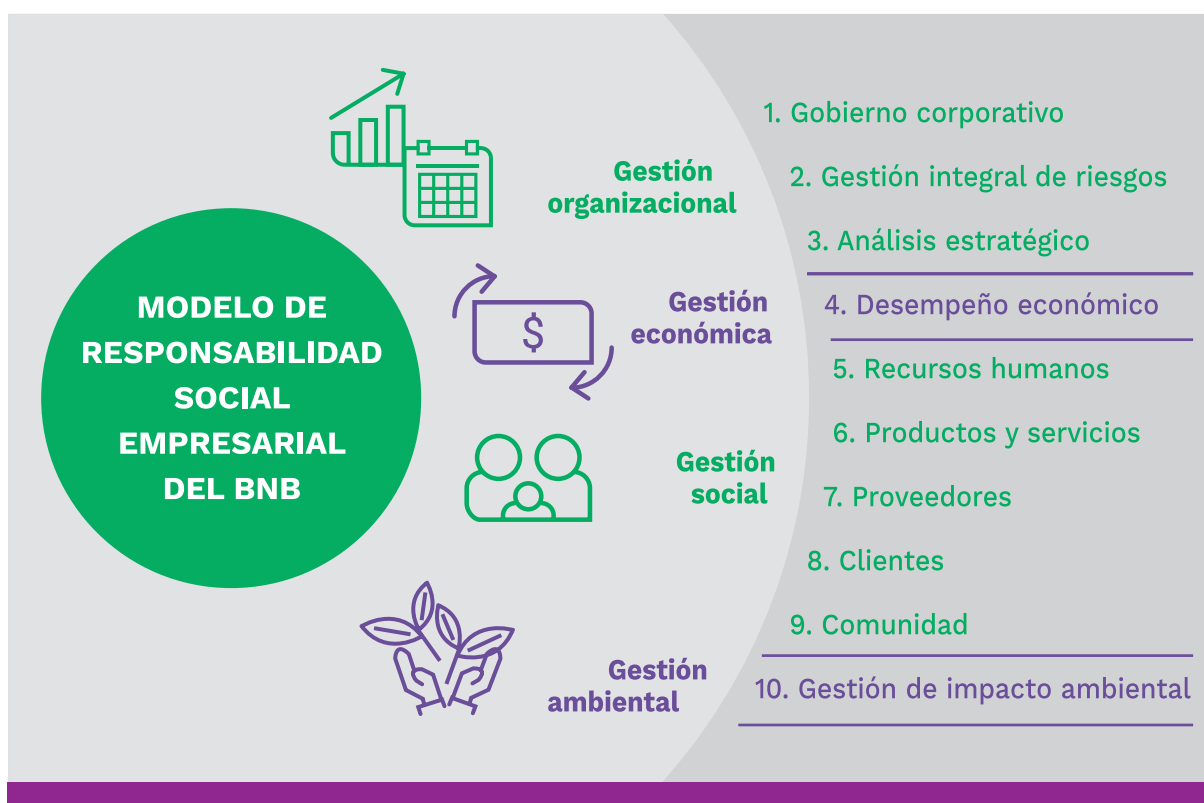 MODELO DE
RESPONSABILIDAD
SOCIAL
EMPRESARIAL
DEL BNB
Gestión
organizacional
1. Gobierno corporativo
2. Gestión integral de riesgos
3. Análisis estratégico
$
Gestión
económica
4. Desempeño económico
Gestión
social
5. Recursos humanos
6. Productos y servicios
7. Proveedores
8. Clientes
9. Comunidad
Gestión
ambiental
10. Gestión de impacto ambiental